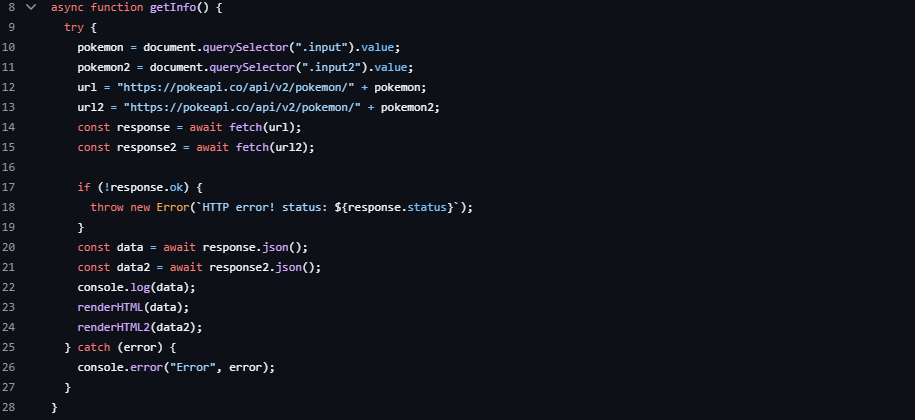 8 async function getInfo() {
9 try {
10 pokemon = document.querySelector(".input").value;
11 pokemon2 = document.querySelector(".input2").value;
12 url = "https://pokeapi.co/api/v2/pokemon/" + pokemon;
13 url2 = "https://pokeapi.co/api/v2/pokemon/" + pokemon2;
14 const response = await fetch(url);
15 const response2 = await fetch(url2);
16
17 if (!response.ok) {
18 throw new Error(`HTTP error! status: ${response.status}`);
19 }
20 const data = await response.json();
21 const data2 = await response2.json();
22 console.log(data);
23 renderHTML(data);
24 renderHTML2(data2);
25 } catch (error) {
26 console.error("Error", error);
27 }
28 }